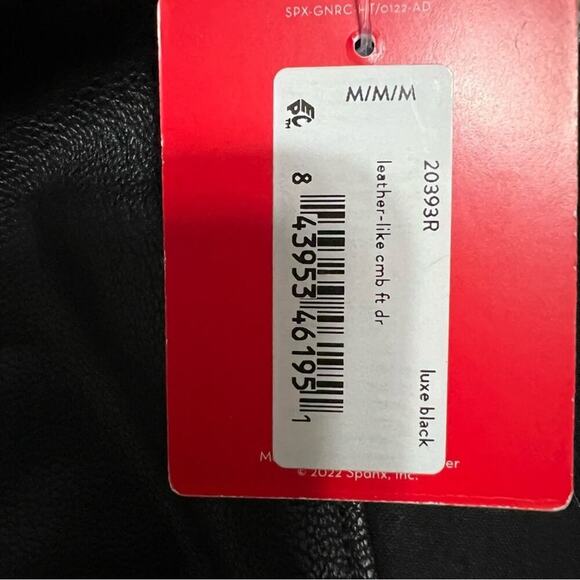 SPX-GNRC-HT/0122-AD
M/M/M
20393R
leather-like cmb ft dr
luxe black
8 43953 46195 1
© 2022 Spanx, Inc.